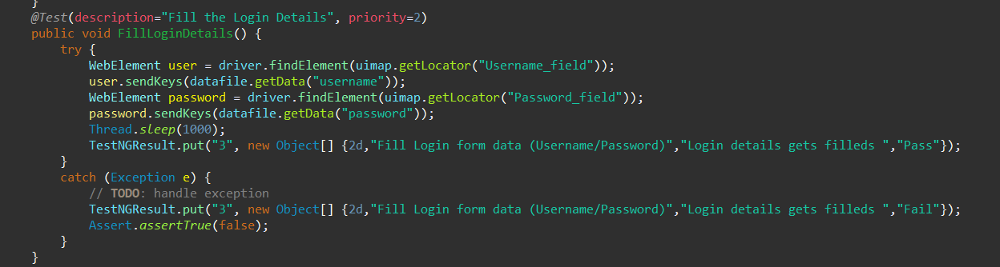 }
@Test(description="Fill the Login Details", priority=2)
public void FillLoginDetails() {
try {
WebElement user = driver.findElement(uimap.getLocator("Username_field"));
user.sendKeys(datafile.getData("username"));
WebElement password = driver.findElement(uimap.getLocator("Password_field"));
password.sendKeys(datafile.getData("password"));
Thread.sleep(1000);
TestNGResult.put("3", new Object[] {2d,"Fill Login form data (Username/Password)","Login details gets filleds ","Pass"});
}
catch (Exception e) {
// TODO: handle exception
TestNGResult.put("3", new Object[] {2d,"Fill Login form data (Username/Password)","Login details gets filleds ","Fail"});
Assert.assertTrue(false);
}
}